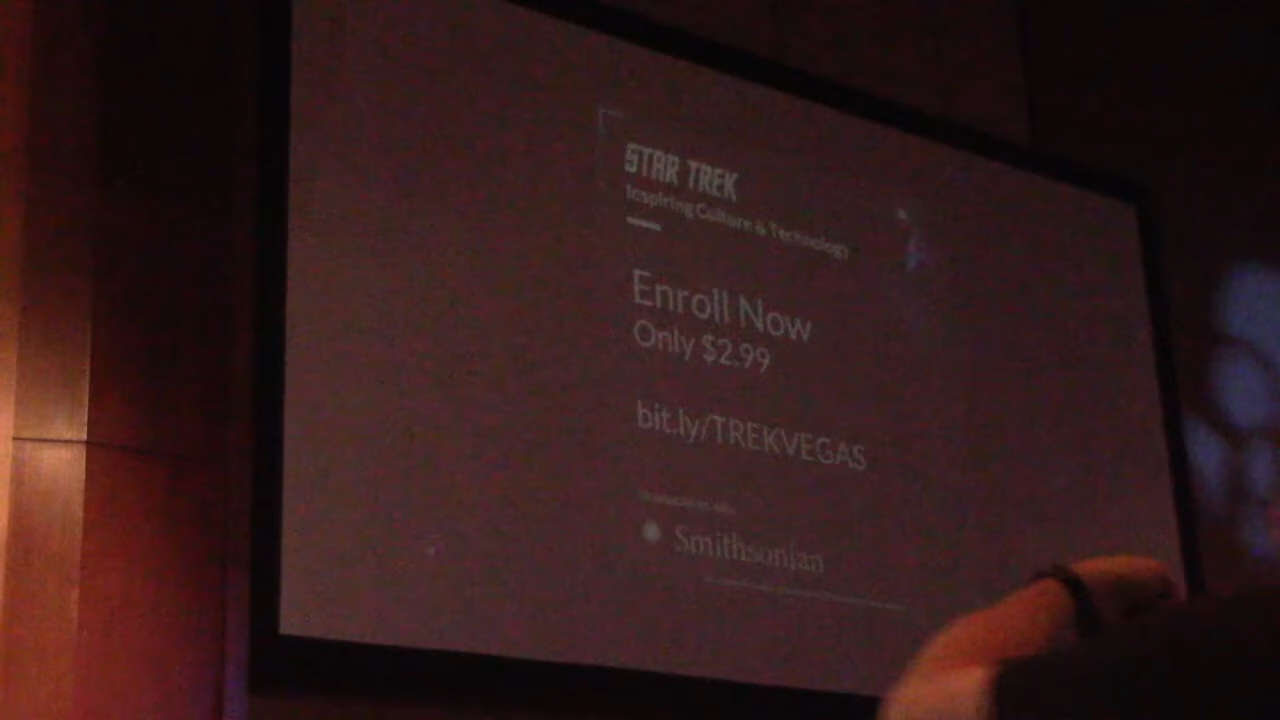 STAR TREK
Inspiring Culture & Technology
Enroll Now
Only $2.99
bit.ly/TREKVEGAS
Smithsonian